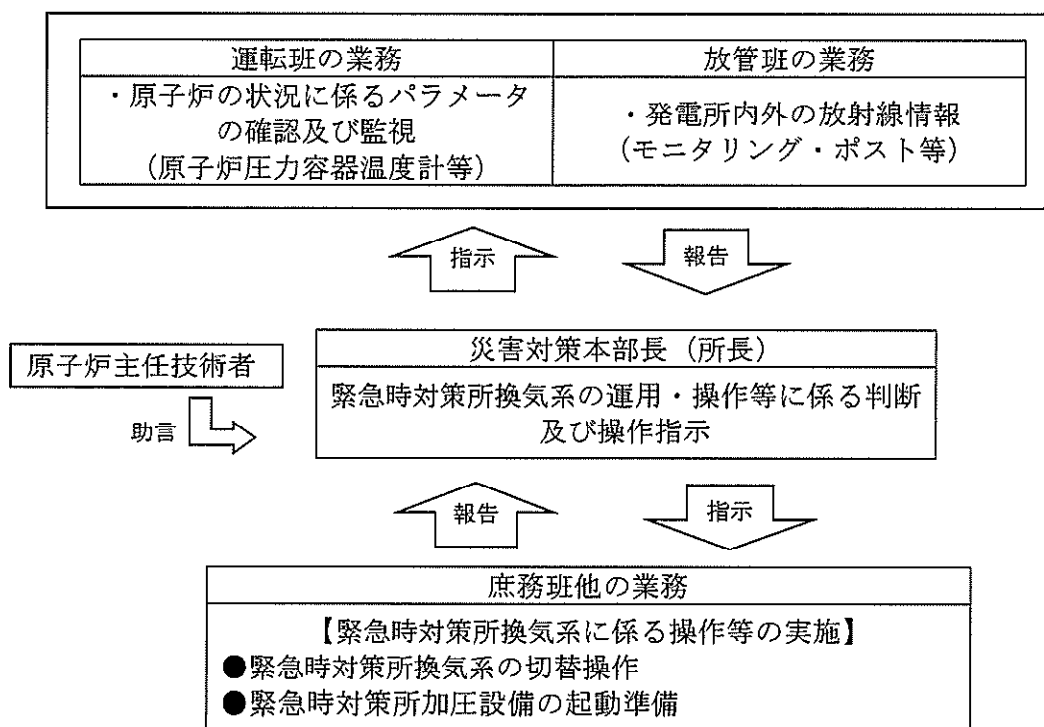 運転班の業務
・原子炉の状況に係るパラメータ
の確認及び監視
(原子炉圧力容器温度計等)
放管班の業務
・発電所内外の放射線情報
(モニタリング・ポスト等)
指示
報告
原子炉主任技術者
助言
災害対策本部長(所長)
緊急時対策所換気系の運用・操作等に係る判断
及び操作指示
報告
指示
庶務班他の業務
【緊急時対策所換気系に係る操作等の実施】
●緊急時対策所換気系の切替操作
●緊急時対策所加圧設備の起動準備